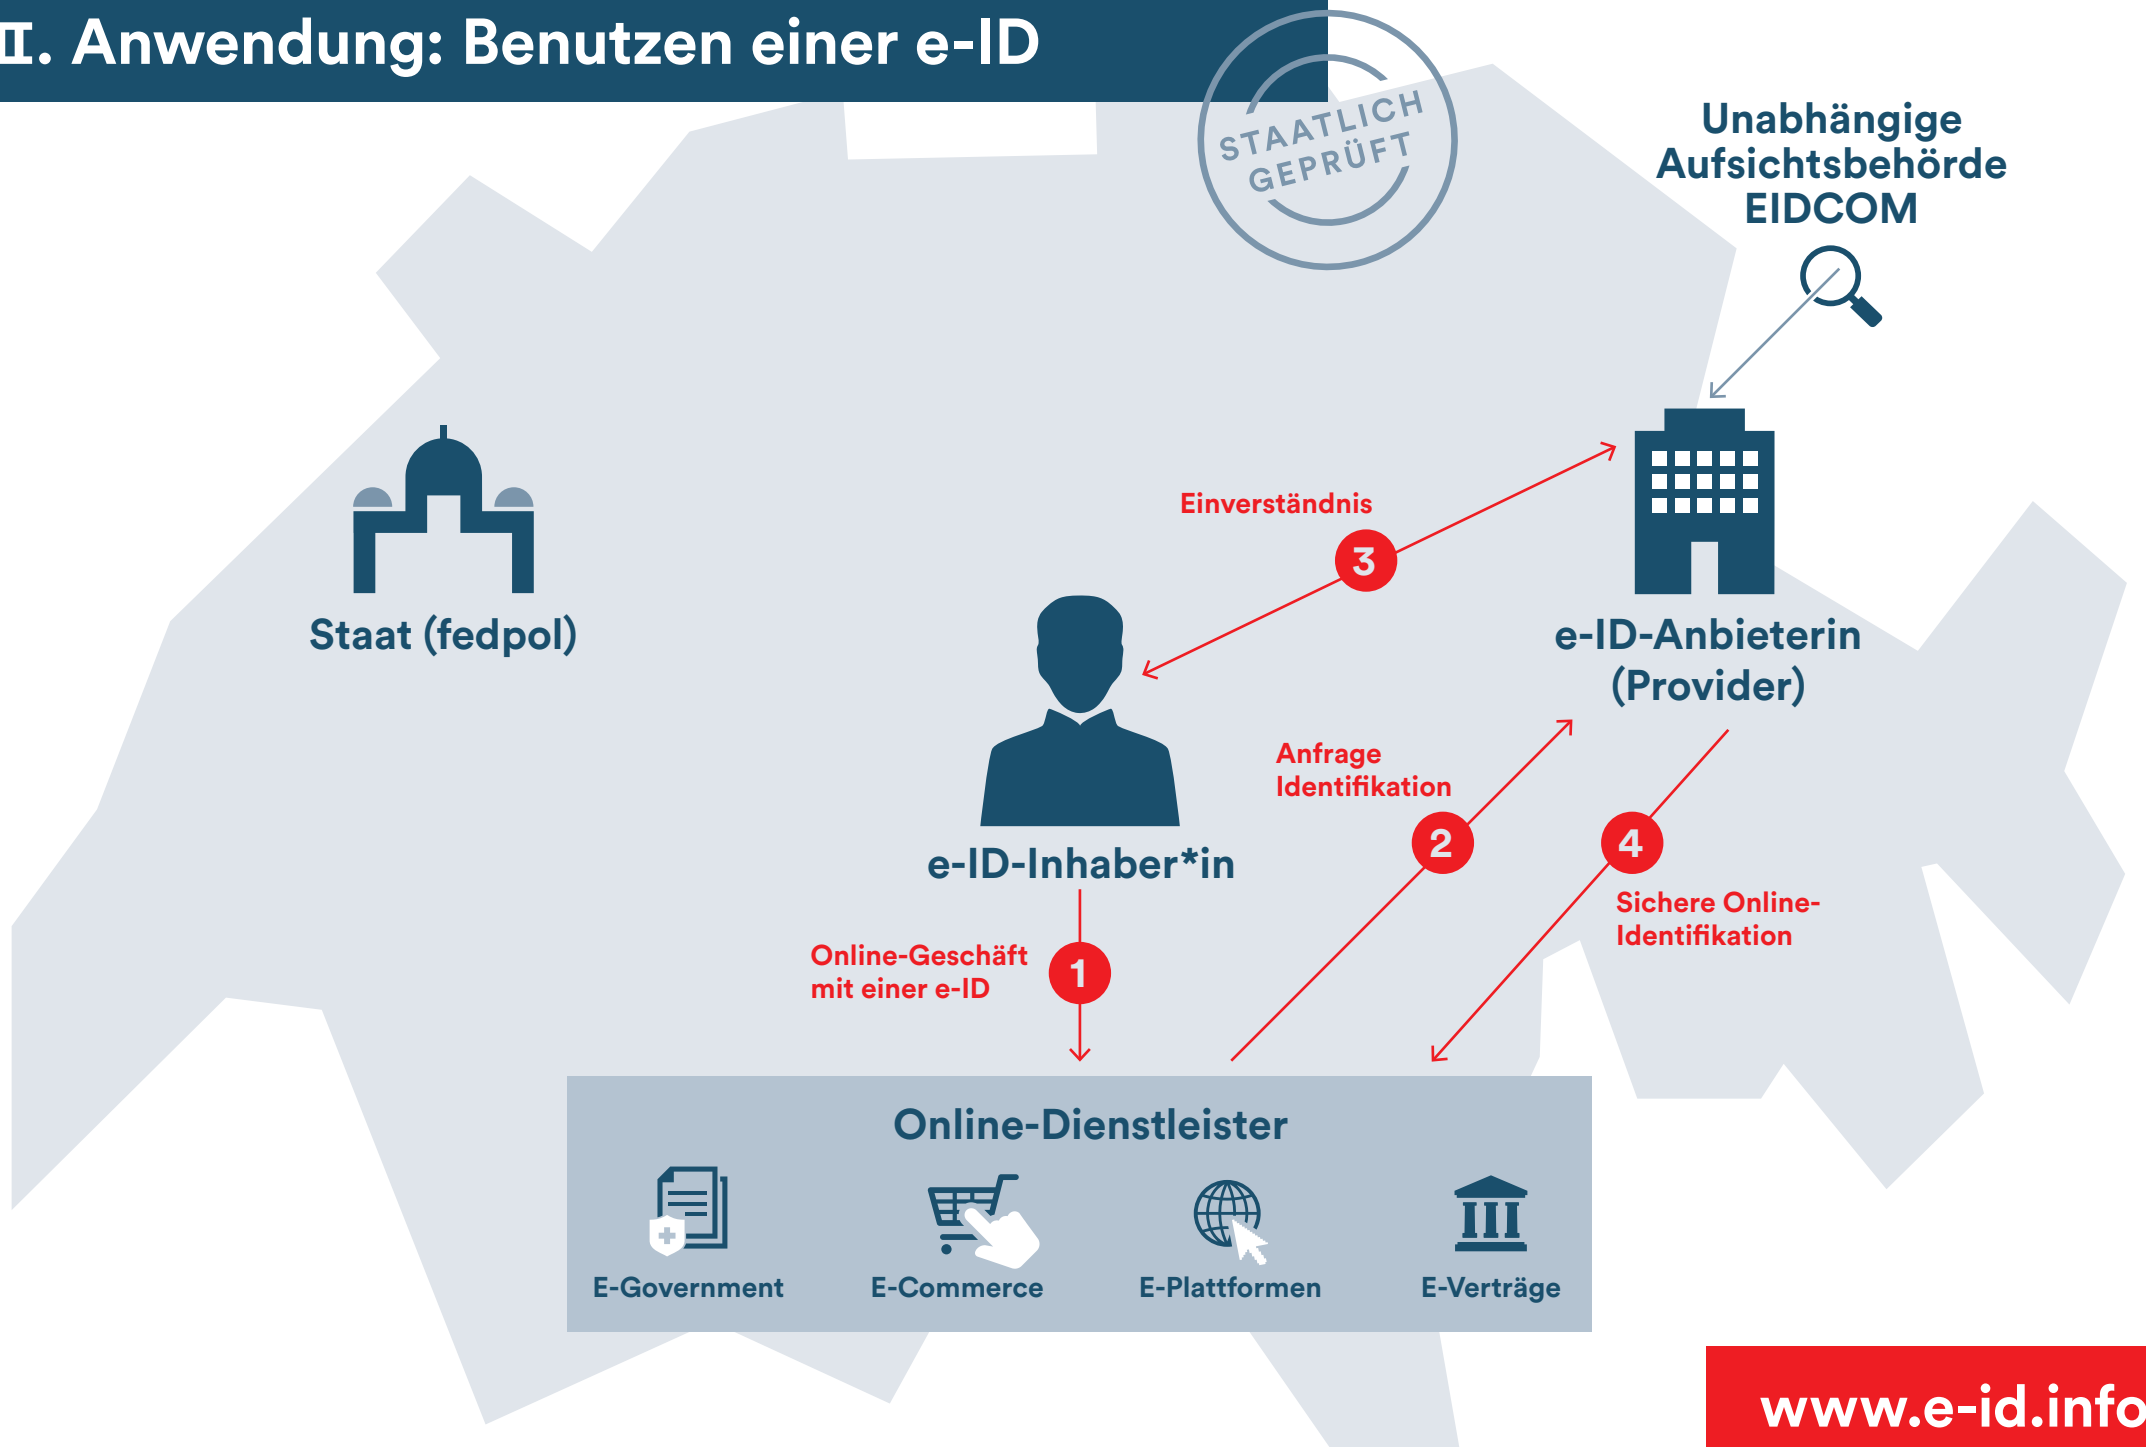 II. Anwendung: Benutzen einer e-ID
STAATLICH
GEPRÜFT
Unabhängige
Aufsichtsbehörde
EIDCOM
Einverständnis
3
Staat (fedpol)
e-ID-Anbieterin
(Provider)
Anfrage
Identifikation
2
4
e-ID-Inhaber*in
Sichere Online-
Identifikation
Online-Geschäft
mit einer e-ID
1
Online-Dienstleister
E-Government
E-Commerce
E-Plattformen
E-Verträge
www.e-id.info